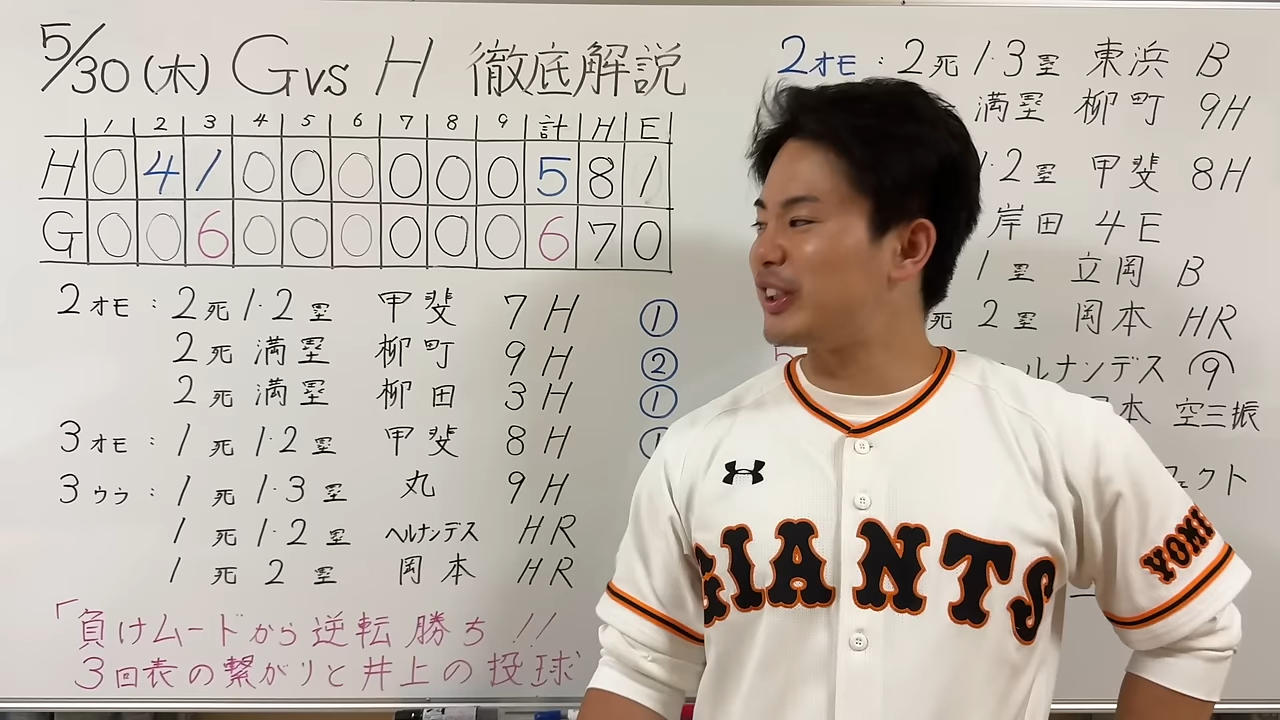 5/30(木) G vs H 徹底解説
1 2 3 4 5 6 7 8 9 計 H E
H 0 4 1 0 0 0 0 0 0 5 8 1
G 0 0 6 0 0 0 0 0 0 6 7 0
2オモ:2死 1・2塁 甲斐 7H ①
2死 満塁 柳町 9H ②
2死 満塁 柳田 3H ①
3オモ:1死 1・2塁 甲斐 8H
3ウラ:1死 1・3塁 丸 9H
1死 1・2塁 ヘルナンデス HR
1死 2塁 岡本 HR
「負けムードから逆転勝ち!!
3回表の繋がりと井上の投球
2オモ:2死 1・3塁 東浜 B
満塁 柳町 9H
・2塁 甲斐 8H
岸田 4E
1塁 立岡 B
死 2塁 岡本 HR
ルナンデス ⑨
本 空三振
ェクト
GIANTS